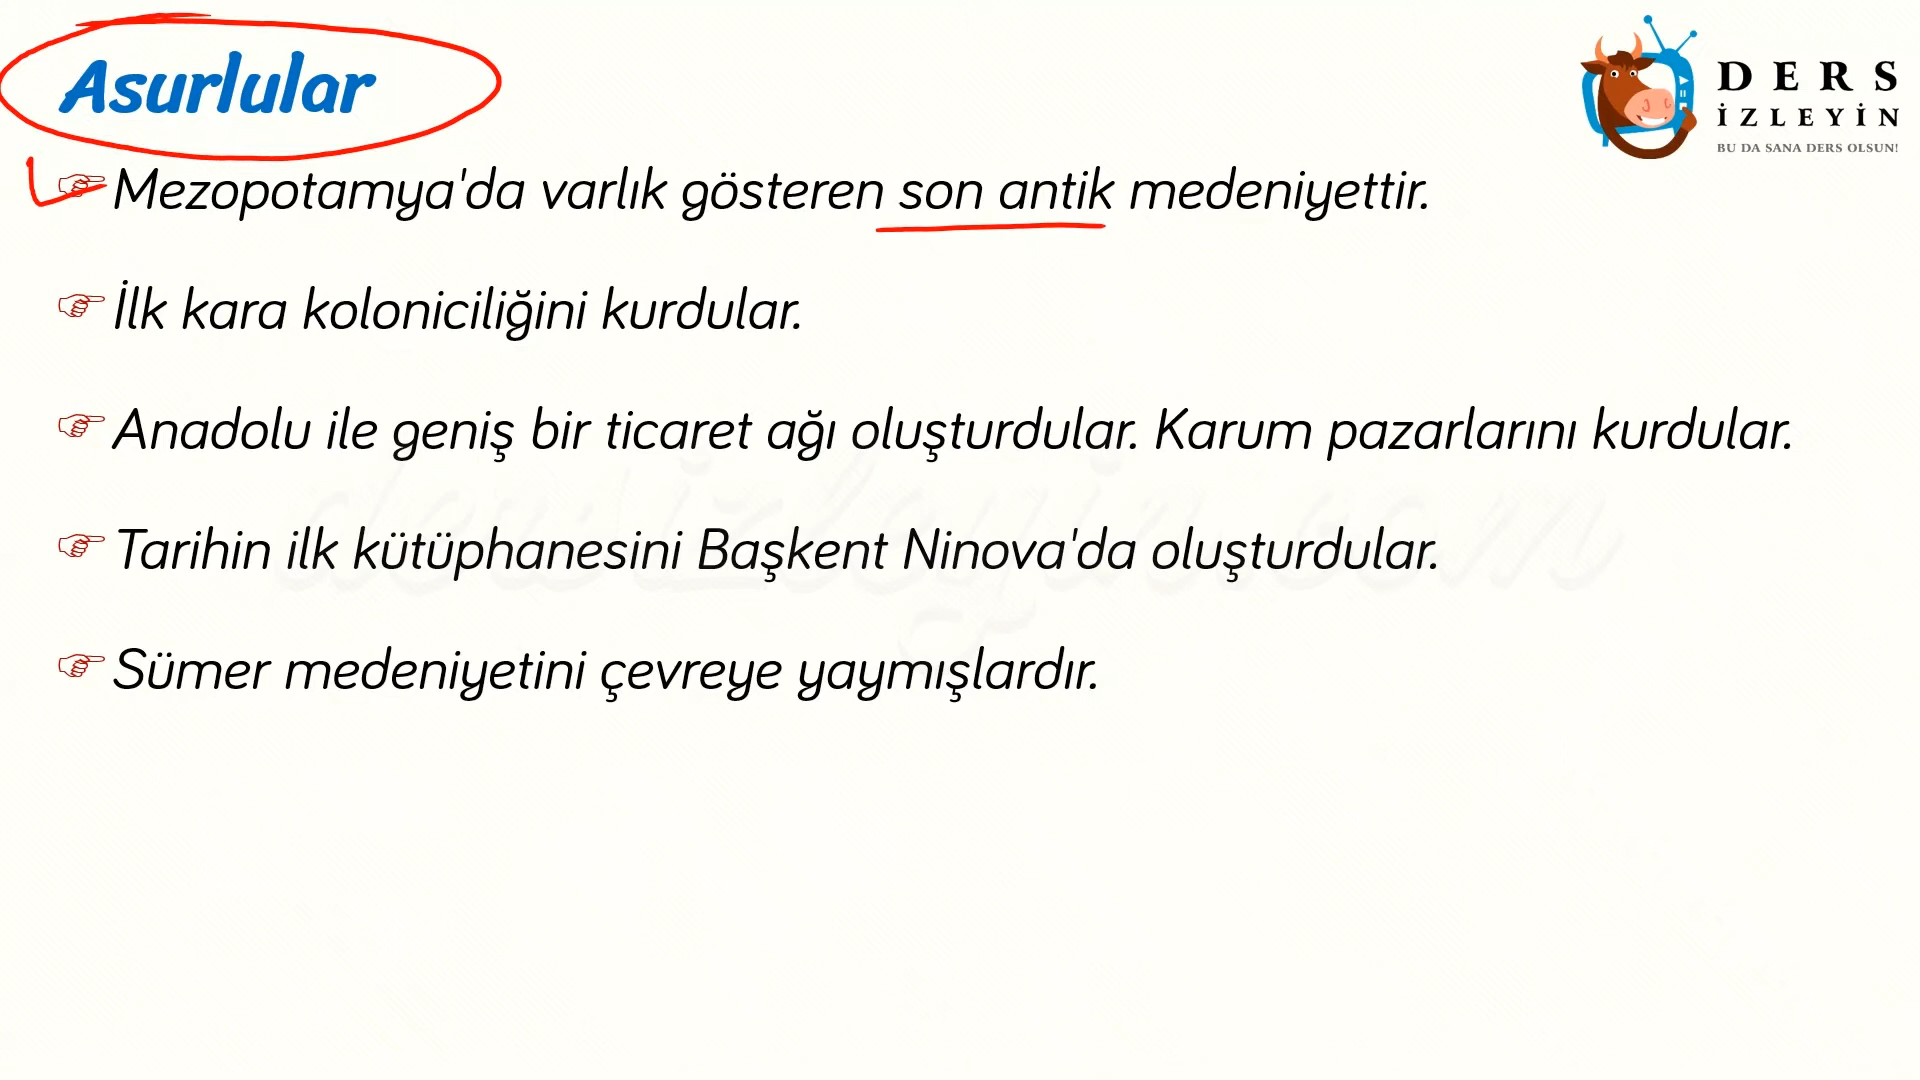 Asurlular
DERS
İZLEYİN
BU DA SANA DERS OLSUN!
Mezopotamya'da varlık gösteren son antik medeniyettir.
İlk kara koloniciliğini kurdular.
Anadolu ile geniş bir ticaret ağı oluşturdular. Karum pazarlarını kurdular.
Tarihin ilk kütüphanesini Başkent Ninova'da oluşturdular.
Sümer medeniyetini çevreye yaymışlardır.
dersizleyin.com